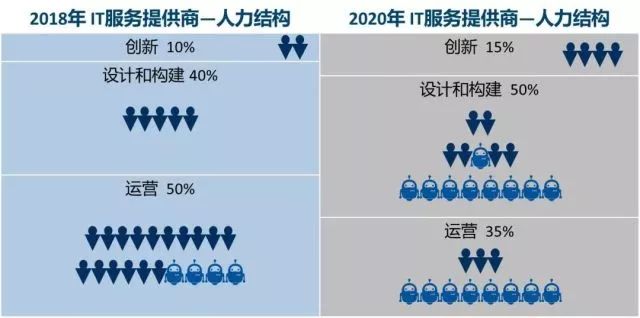 2018年 IT服务提供商—人力结构
创新 10%
设计和构建 40%
运营 50%
2020年 IT服务提供商—人力结构
创新 15%
设计和构建 50%
运营 35%